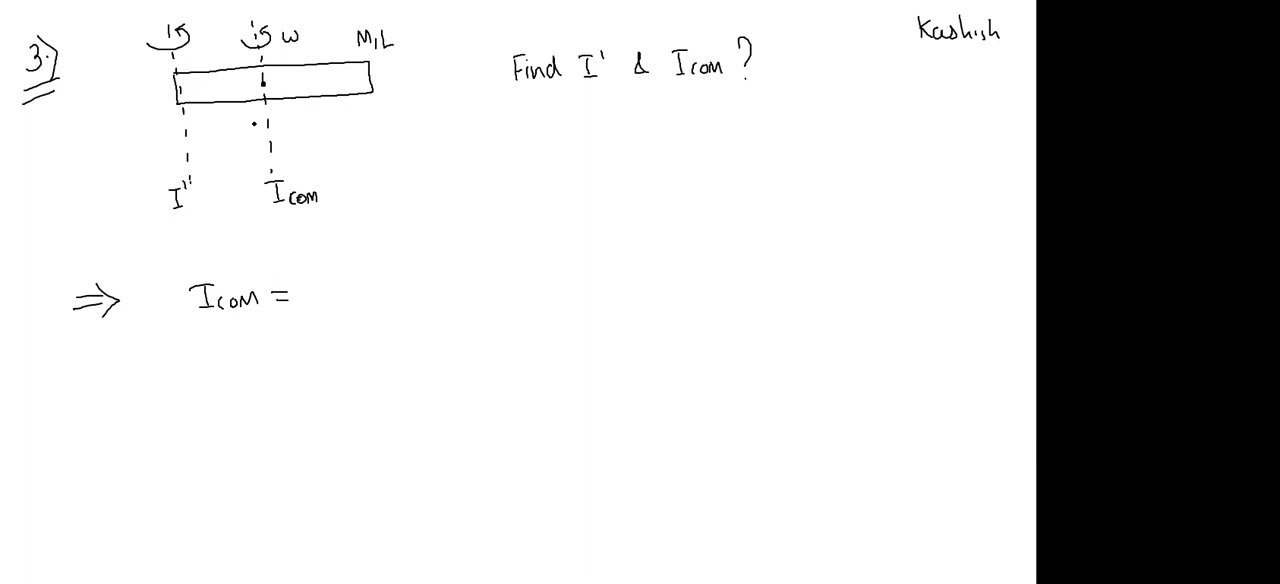 Kashish
3.)
ω
M,L
Find I' & Icom ?
I'
Icom
⇒ Icom =